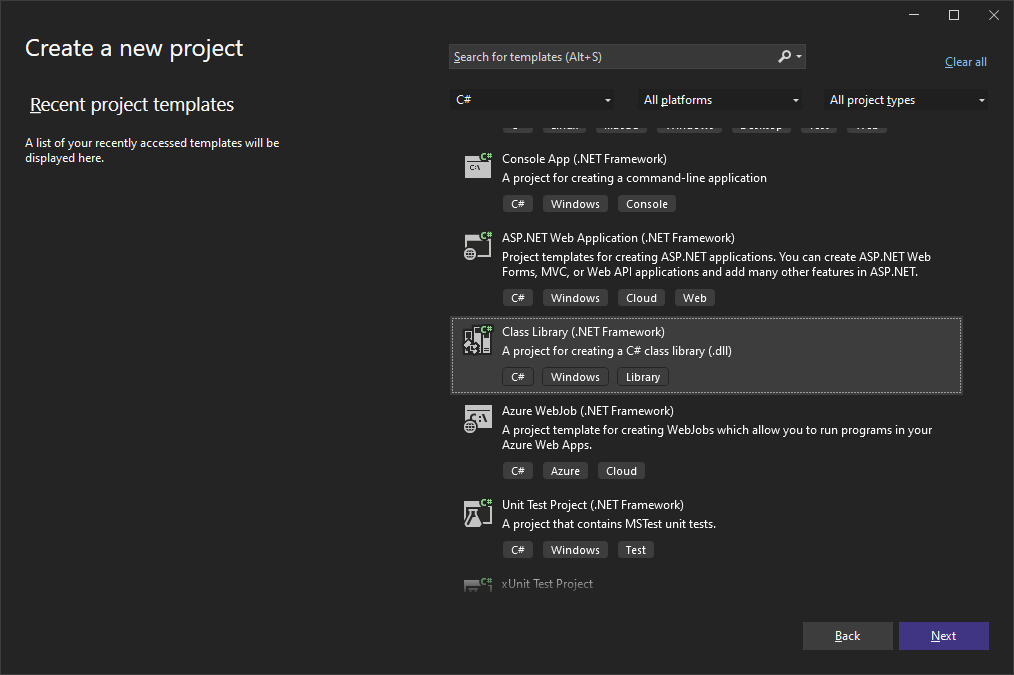 Create a new project
Search for templates (Alt+S)
Clear all
Recent project templates
C#
All platforms
All project types
A list of your recently accessed templates will be
displayed here.
C#
Console App (.NET Framework)
A project for creating a command-line application
C# Windows Console
C#
ASP.NET Web Application (.NET Framework)
Project templates for creating ASP.NET applications. You can create ASP.NET Web
Forms, MVC, or Web API applications and add many other features in ASP.NET.
C# Windows Cloud Web
C#
Class Library (.NET Framework)
A project for creating a C# class library (.dll)
C# Windows Library
C#
C:\
Azure WebJob (.NET Framework)
A project template for creating WebJobs which allow you to run programs in your
Azure Web Apps.
C# Azure Cloud
C#
Unit Test Project (.NET Framework)
A project that contains MSTest unit tests.
C# Windows Test
C#
xUnit Test Project
Back
Next